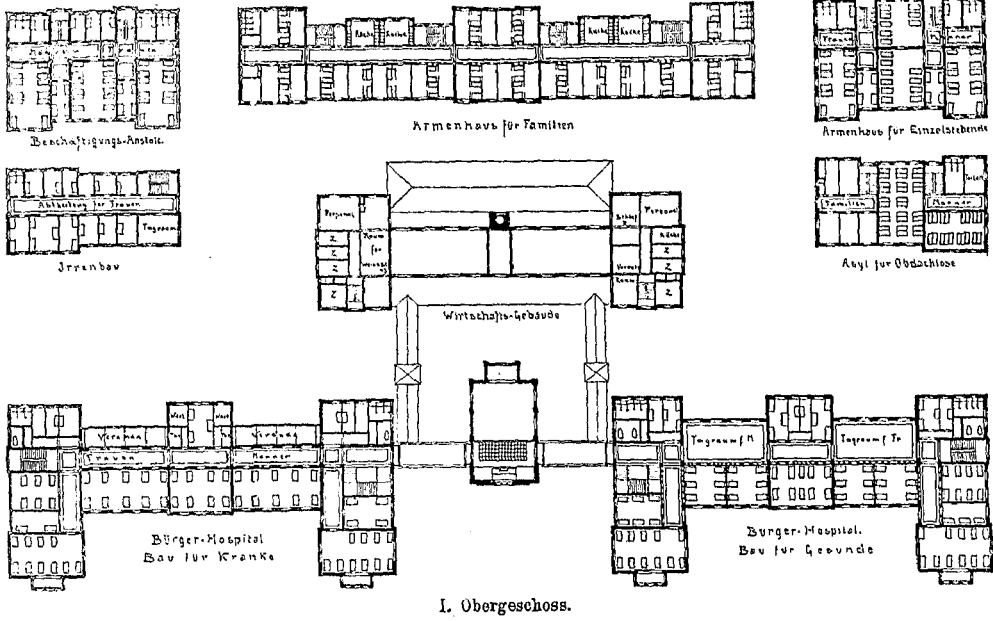 Küche Küche
Küche Küche
Frauen
Männer
Beschäftigungs-Anstalt.
Armenhaus für Familien
Armenhaus für Einzelstehende
Abtheilung für Frauen
Tagraum
Irrenbau
Personal
Raum
für
Z
Z
Z
Z
Personal
Küche
Z
Z
Z
Wirtschafts-Gebäude
Familien
Männer
Asyl für Obdachlose
Veranda
Veranda
Frauen
Männer
Bürger-Hospital
Bau für Kranke
Tagraum f M
Tagraum f Fr
Bürger-Hospital.
Bau für Gesunde
I. Obergeschoss.